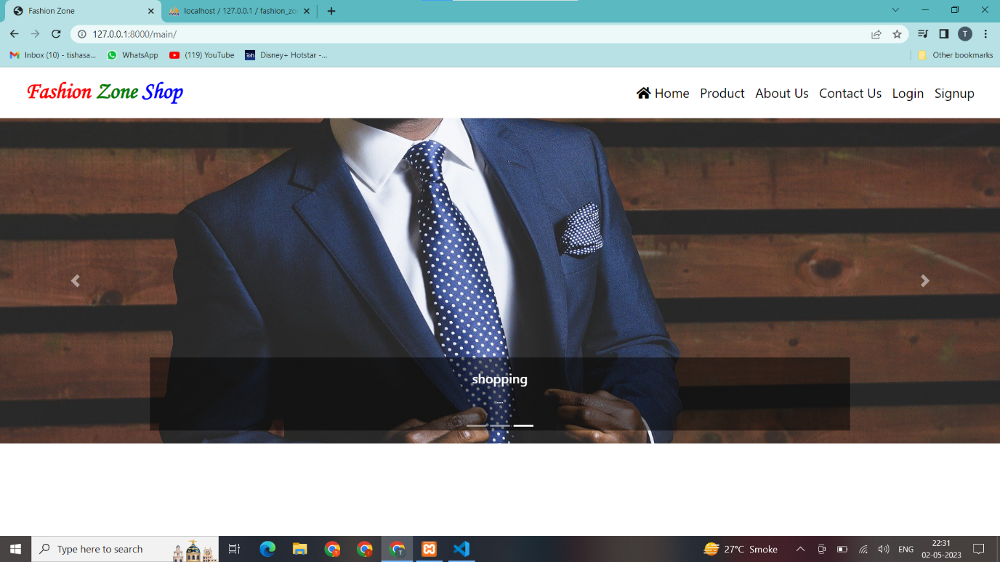 Fashion Zone
localhost / 127.0.0.1 / fashion_zo
127.0.0.1:8000/main/
T
Inbox (10) - tishasa...
WhatsApp
(119) YouTube
Disney+ Hotstar -...
Other bookmarks
Fashion Zone Shop
Home
Product
About Us
Contact Us
Login
Signup
shopping
...
Type here to search
27°C Smoke
ENG
22:31
02-05-2023